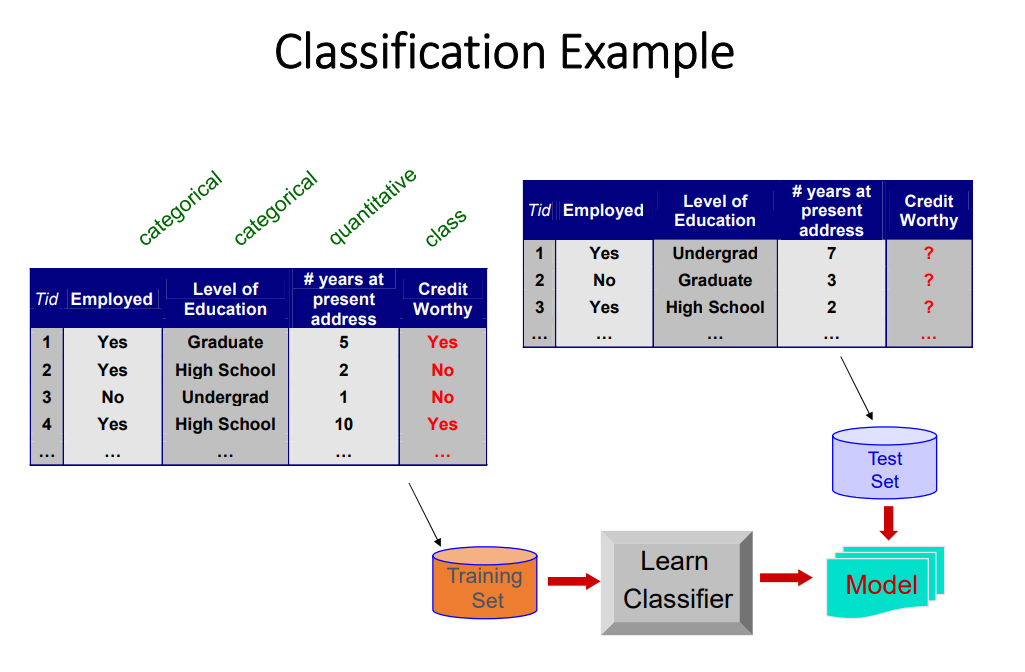 Classification Example
categorical
categorical
quantitative
class
Tid Employed Level of Education # years at present address Credit Worthy
1 Yes Graduate 5 Yes
2 Yes High School 2 No
3 No Undergrad 1 No
4 Yes High School 10 Yes
... ... ... ... ...
Tid Employed Level of Education # years at present address Credit Worthy
1 Yes Undergrad 7 ?
2 No Graduate 3 ?
3 Yes High School 2 ?
... ... ... ... ...
Training
Set
Learn
Classifier
Test
Set
Model